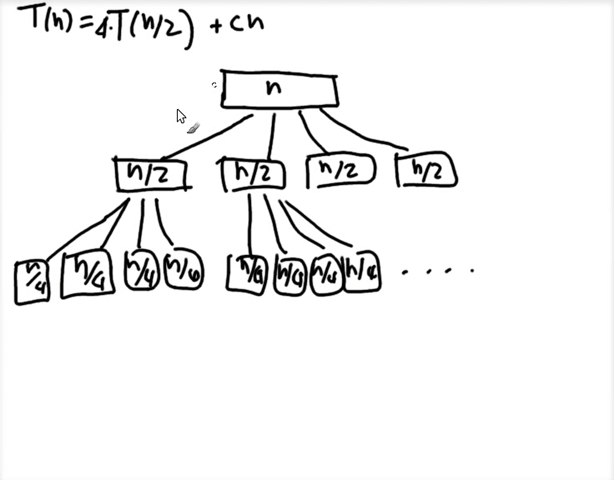 T(n) = 4·T(n/2) + cn
n
n/2 n/2 n/2 n/2
n/4 n/4 n/4 n/4 n/4 n/4 n/4 n/4 . . . . .